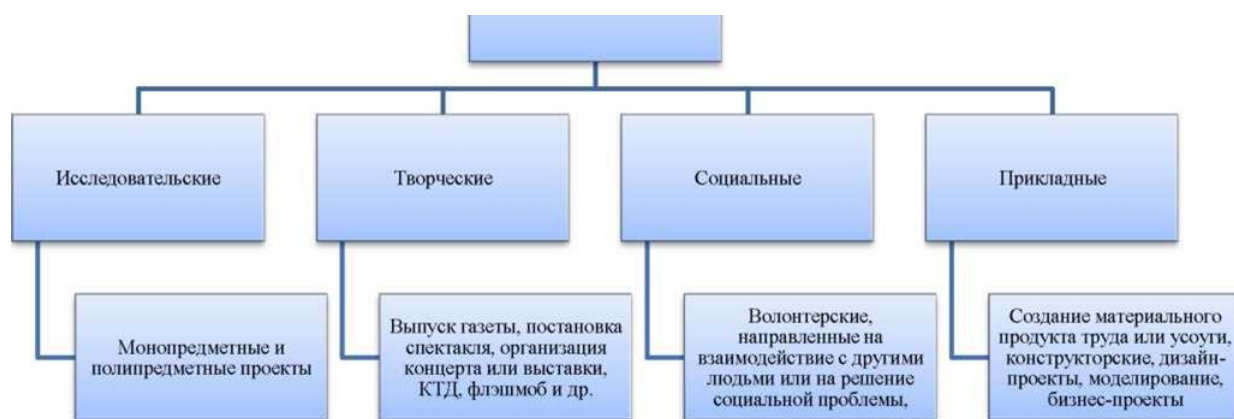 Исследовательские
Творческие
Социальные
Прикладные
Монопредметные и
полипредметные проекты
Выпуск газеты, постановка
спектакля, организация
концерта или выставки,
КТД, флэшмоб и др.
Волонтерские,
направленные на
взаимодействие с другими
людьми или на решение
социальной проблемы,
Создание материального
продукта труда или усоути,
конструкторские, дизайн-
проекты, моделирование,
бизнес-проекты